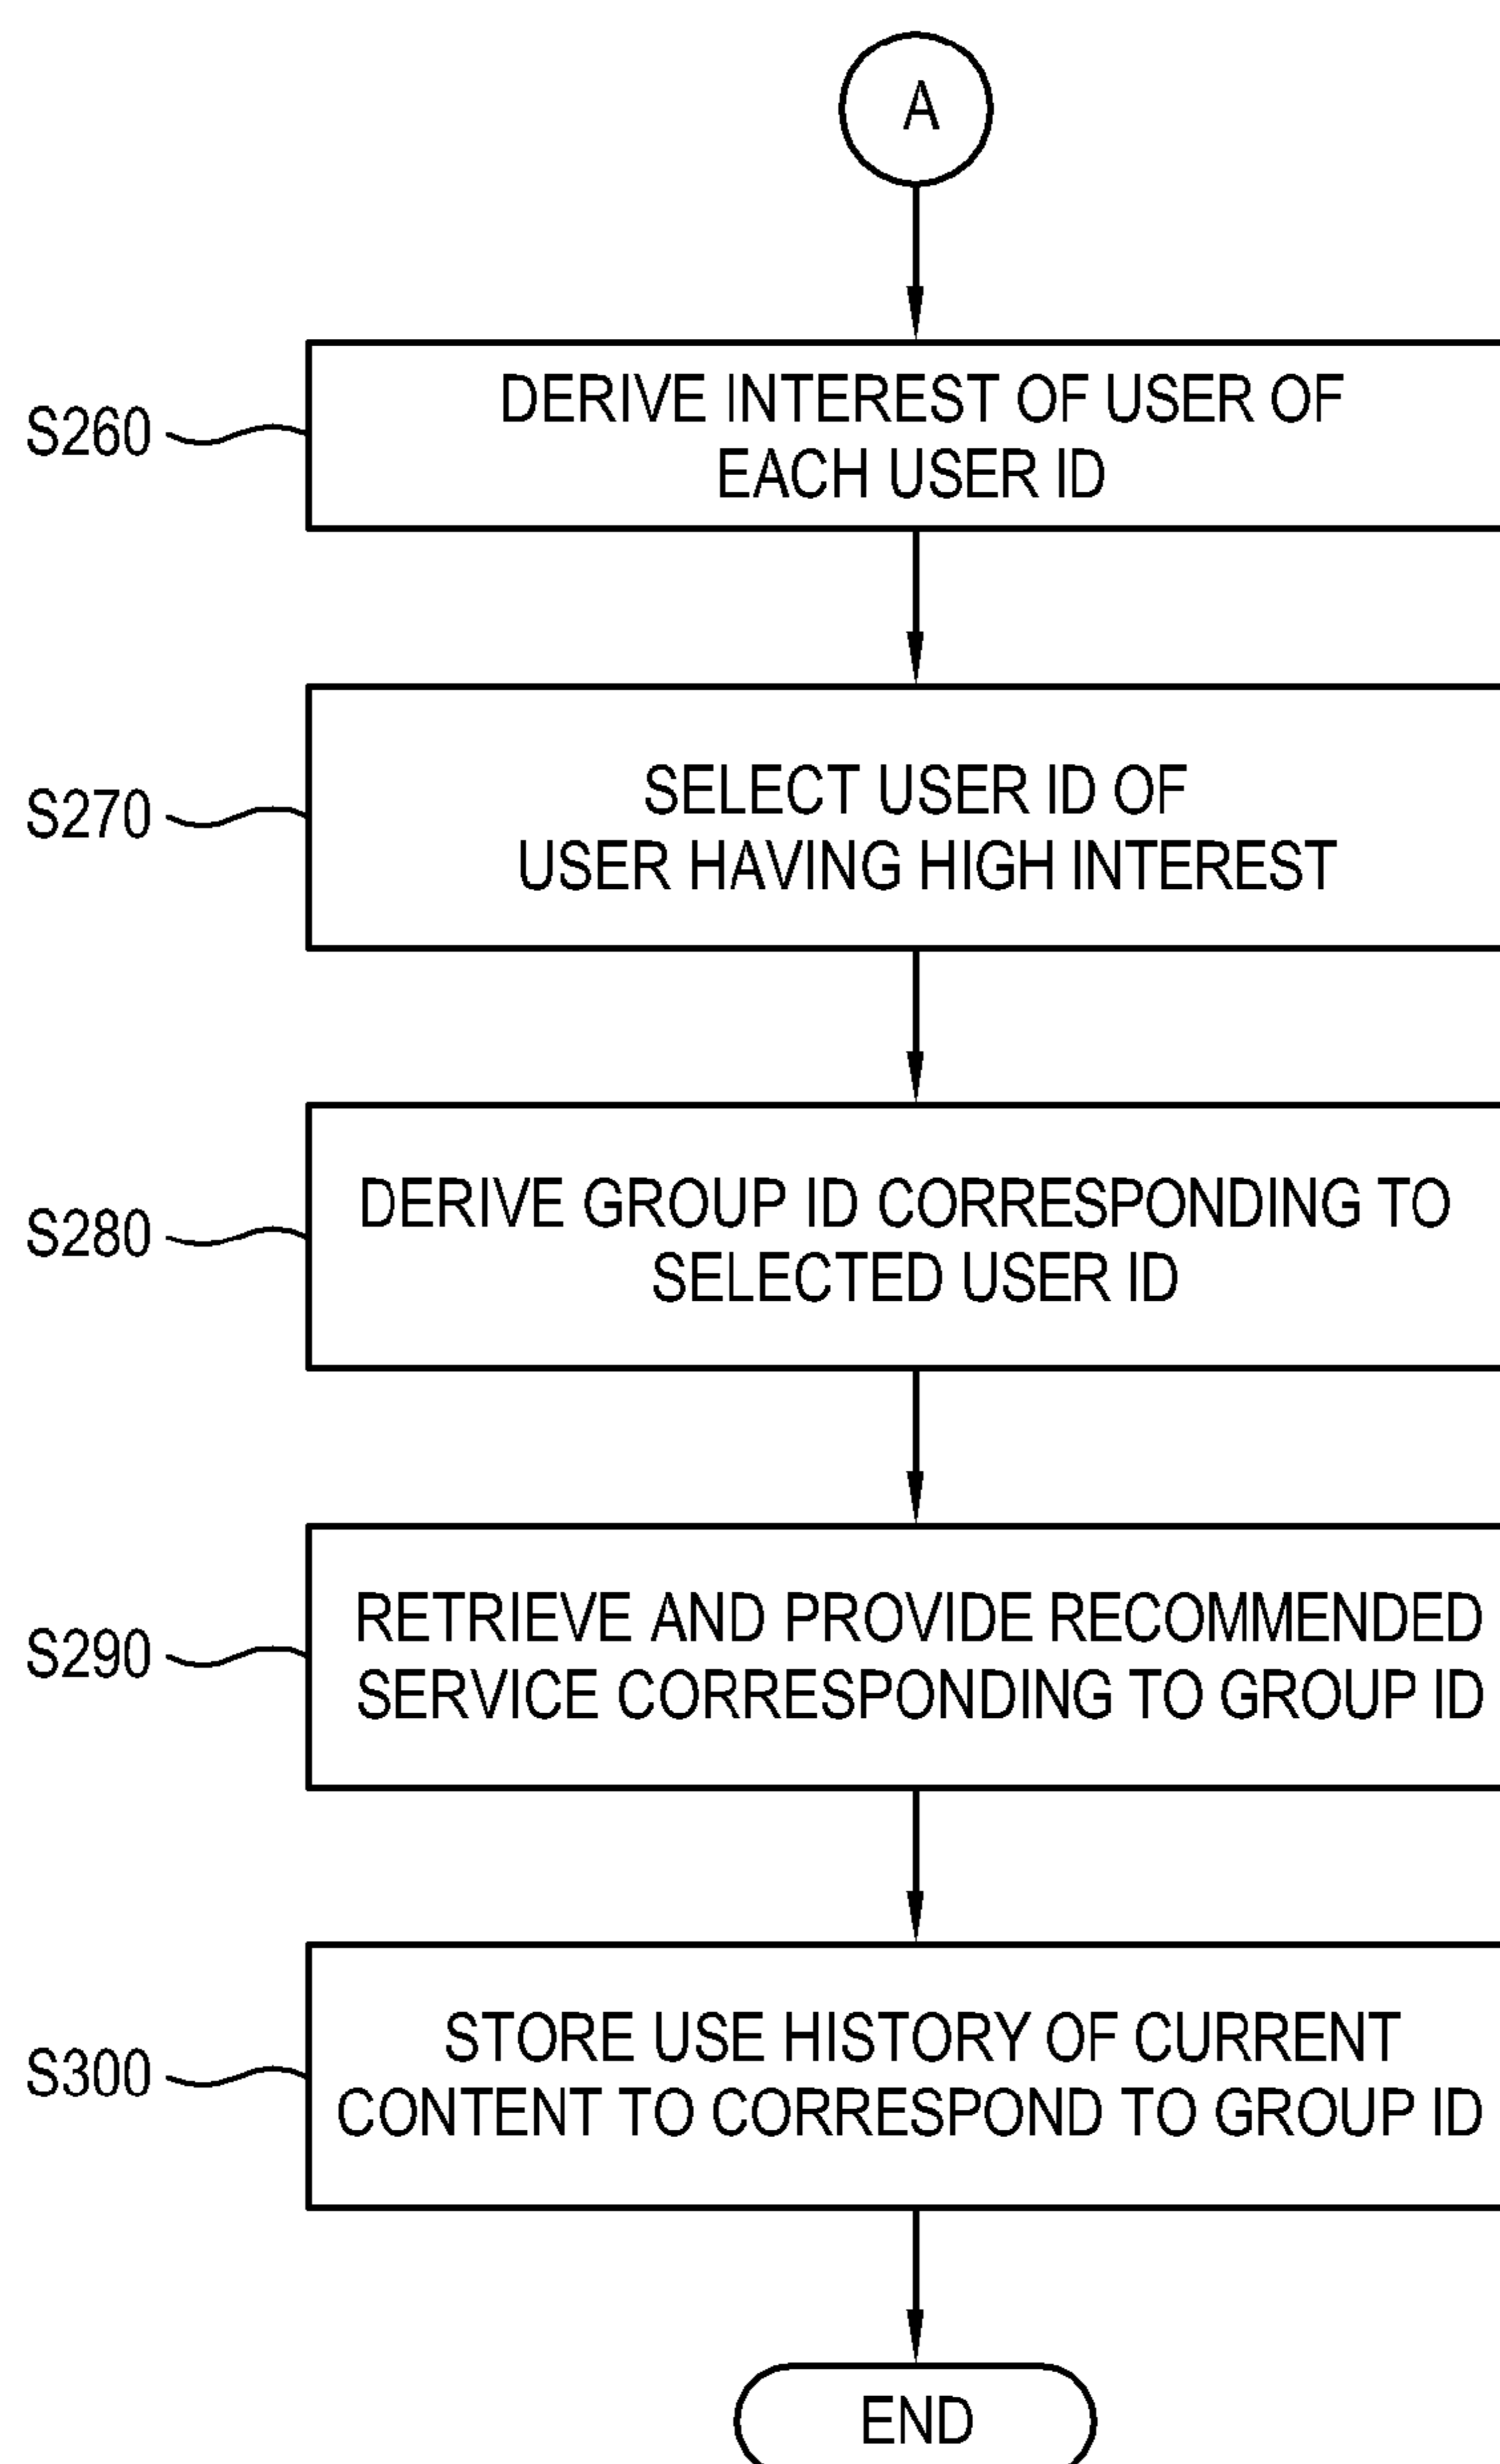 A
S260
DERIVE INTEREST OF USER OF
EACH USER ID
S270
SELECT USER ID OF
USER HAVING HIGH INTEREST
S280
DERIVE GROUP ID CORRESPONDING TO
SELECTED USER ID
S290
RETRIEVE AND PROVIDE RECOMMENDED
SERVICE CORRESPONDING TO GROUP ID
S300
STORE USE HISTORY OF CURRENT
CONTENT TO CORRESPOND TO GROUP ID
END